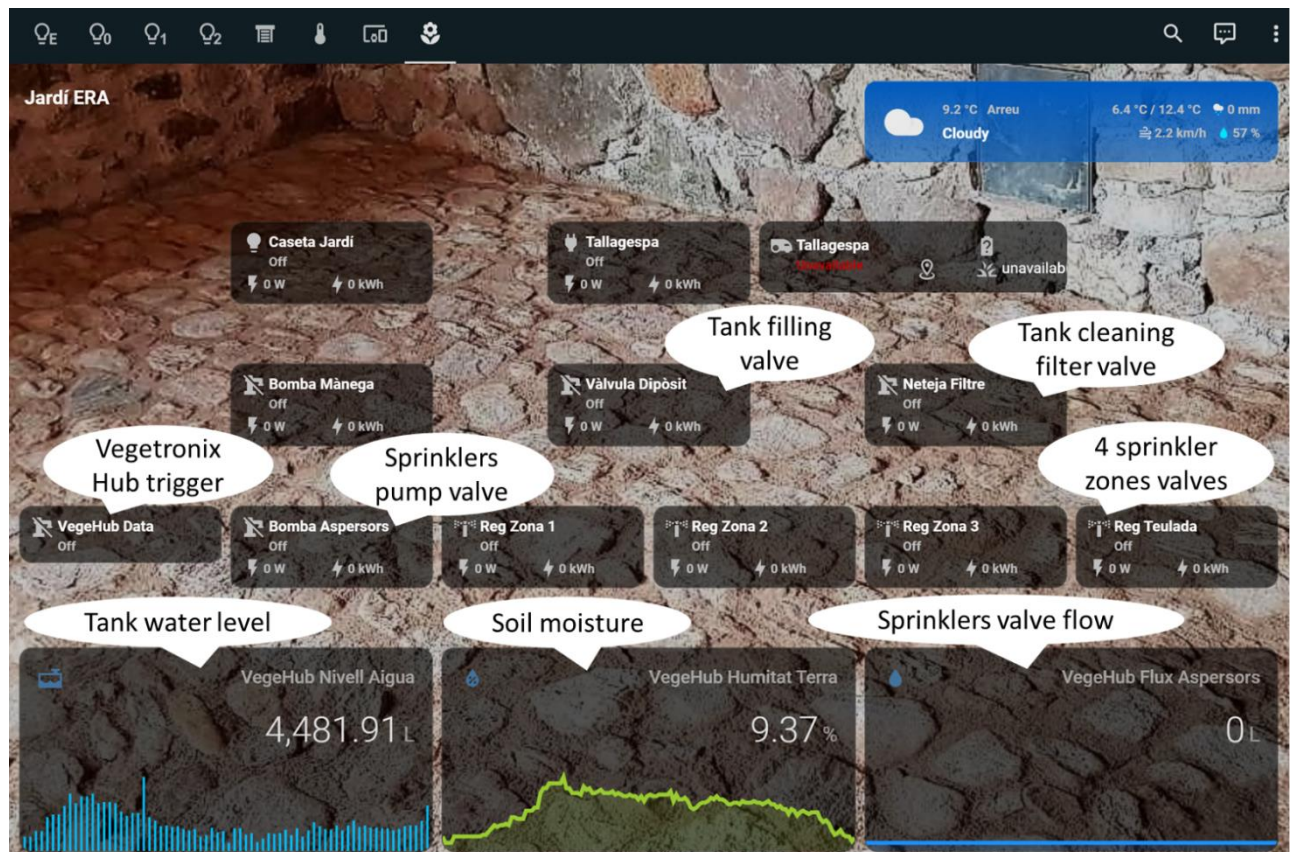 E
0
1
2
Jardí ERA
9.2 °C Arreu
6.4 °C / 12.4 °C 0 mm
Cloudy
2.2 km/h 57 %
Caseta Jardí
Off
0 W 0 kWh
Tallagespa
Off
0 W 0 kWh
Tallagespa
Unavailable
unavailab
Tank filling
valve
Tank cleaning
filter valve
Bomba Mànega
Off
0 W 0 kWh
Vàlvula Dipòsit
Off
0 W 0 kWh
Neteja Filtre
Off
0 W 0 kWh
Vegetronix
Hub trigger
Sprinklers
pump valve
4 sprinkler
zones valves
VegeHub Data
Off
Bomba Aspersors
Off
0 W 0 kWh
Reg Zona 1
Off
0 W 0 kWh
Reg Zona 2
Off
0 W 0 kWh
Reg Zona 3
Off
0 W 0 kWh
Reg Teulada
Off
0 W 0 kWh
Tank water level
Soil moisture
Sprinklers valve flow
VegeHub Nivell Aigua
4,481.91 L
VegeHub Humitat Terra
9.37 %
VegeHub Flux Aspersors
0 L